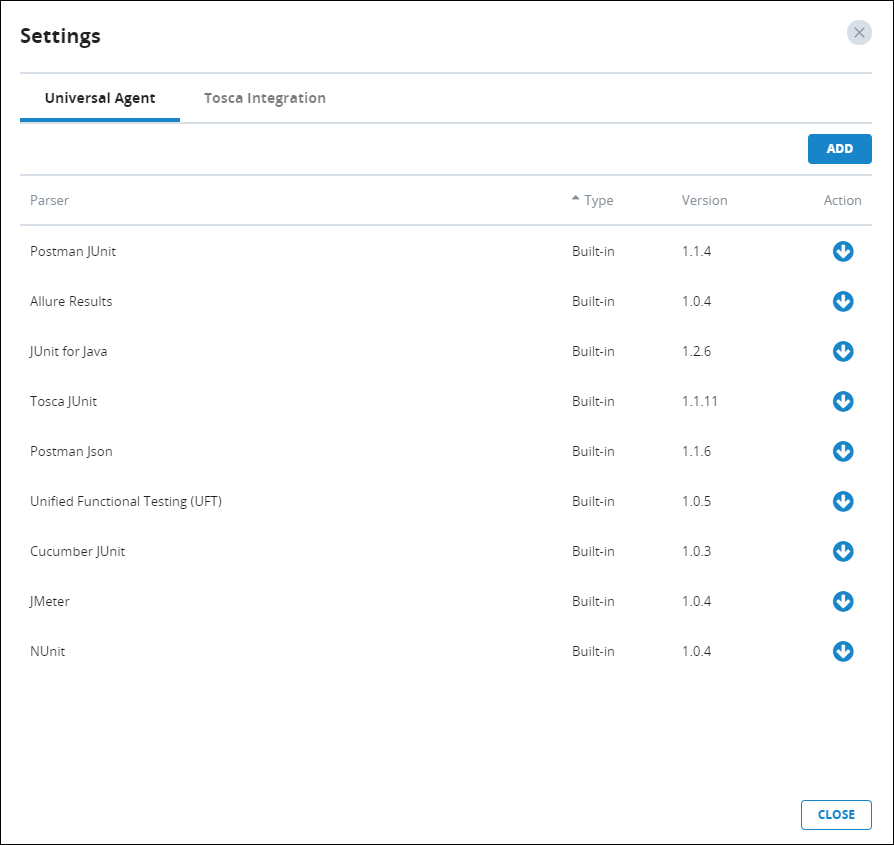 Settings
Universal Agent Tosca Integration
ADD
Parser Type Version Action
Postman JUnit Built-in 1.1.4
Allure Results Built-in 1.0.4
JUnit for Java Built-in 1.2.6
Tosca JUnit Built-in 1.1.11
Postman Json Built-in 1.1.6
Unified Functional Testing (UFT) Built-in 1.0.5
Cucumber JUnit Built-in 1.0.3
JMeter Built-in 1.0.4
NUnit Built-in 1.0.4
CLOSE